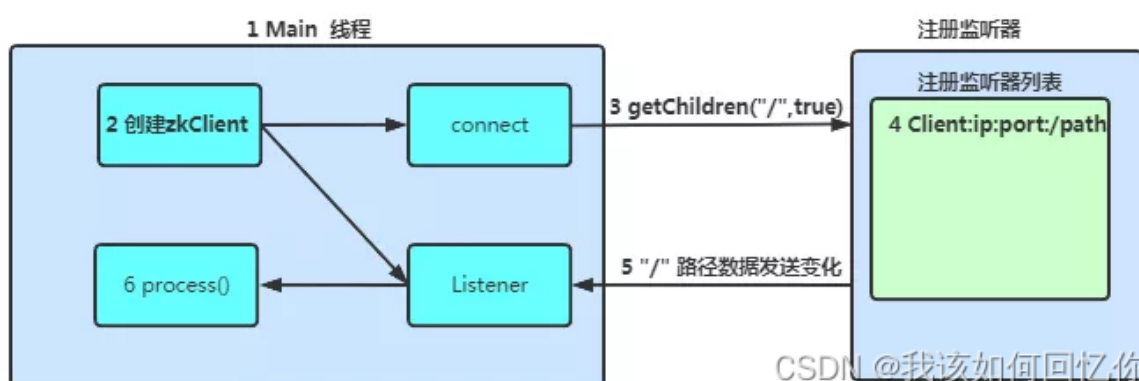 1 Main 线程
注册监听器
注册监听器列表
2 创建zkClient
connect
3 getChildren("/",true)
4 Client:ip:port:/path
6 process()
Listener
5 "/" 路径数据发送变化
CSDN @我该如何回忆你